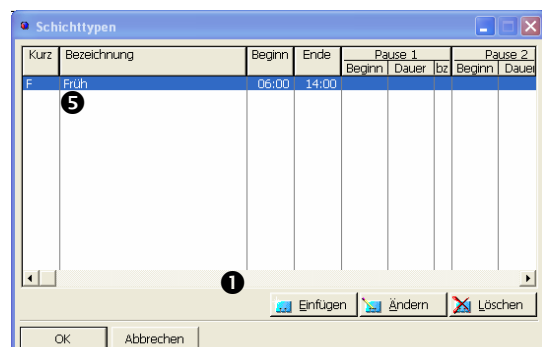 Schichttypen
Kurz Bezeichnung Beginn Ende Pause 1 Pause 2
Beginn Dauer bz Beginn Dauer
F Früh 06:00 14:00
5
1
Einfügen Ändern Löschen
OK Abbrechen